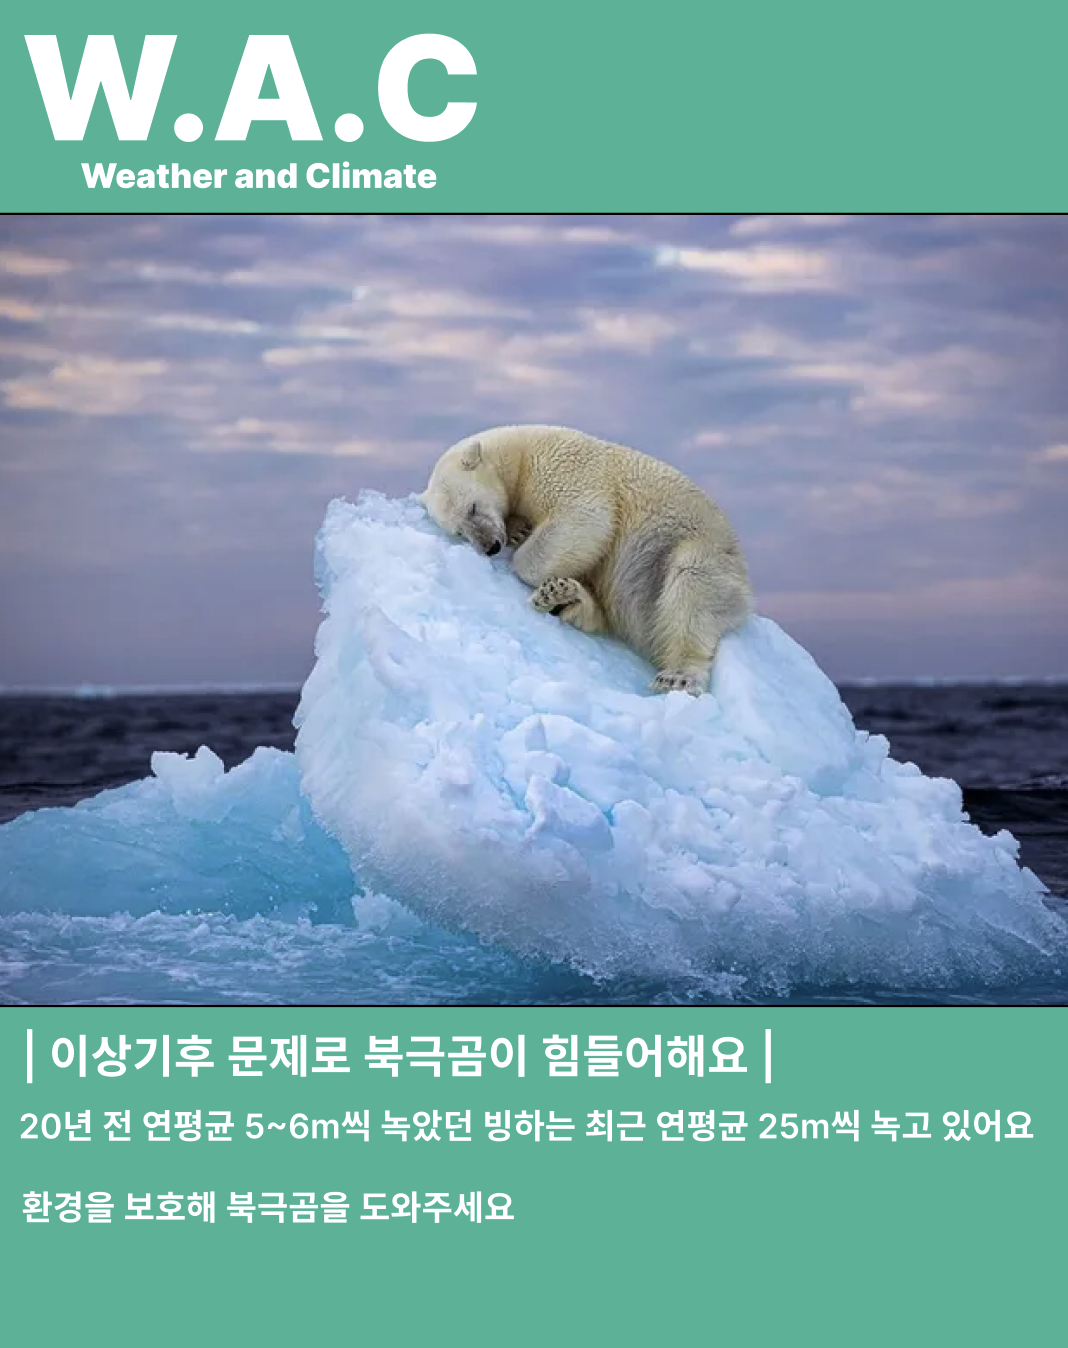 W.A.C
Weather and Climate
| 이상기후 문제로 북극곰이 힘들어해요 |
20년 전 연평균 5~6m씩 녹았던 빙하는 최근 연평균 25m씩 녹고 있어요
환경을 보호해 북극곰을 도와주세요